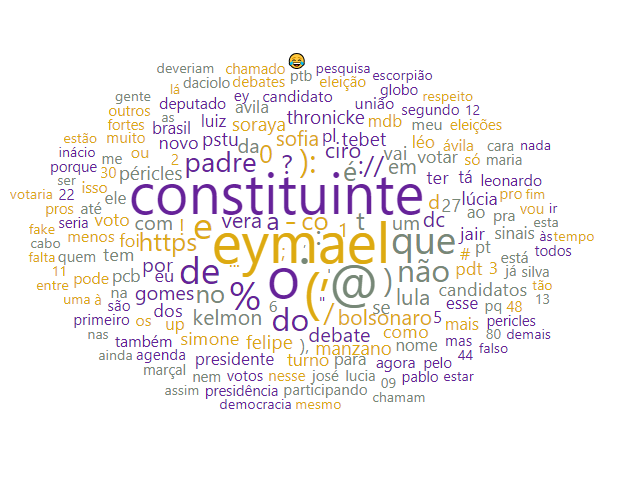 😂
deveriam chamado ptb pesquisa
daciolo debates eleição escorpião
lá globo
gente deputado ey candidato união respeito
outros avila segundo 12
fortes as brasil luiz soraya thronicke mdb meu eleições
estão muito novo pstu da sofia pl tebet léo ávila cara nada
inácio me ou padre 0 ? ): ciro :// vai votar só maria
porque 30 2 é em
ser isso péricles ter tá leonardo
votaria 22 ele constituinte d 27 lúcia pro fim
pros até vera a – co t um dc ao pra vou ir
seria voto com ! e : 1 sinais esta
fake menos foi https eymael que jair às tempo
cabo quem tem pt está todos
falta por ... , . ' não pdt 3 já silva
11 pode pcb eu de o (' @ ) candidatos tão
entre na gomes no % " lula esse pq 48 13
uma à são dos 6 / se
primeiro os up kelmon do bolsonaro 5 mais pericles
nas simone debate como 80 demais
também felipe ), manzano nome mas falso
ainda agenda presidente turno para agora pelo 44
marçal nem votos nesse josé lucia 09 pablo estar
assim presidência participando chamam
democracia mesmo
#